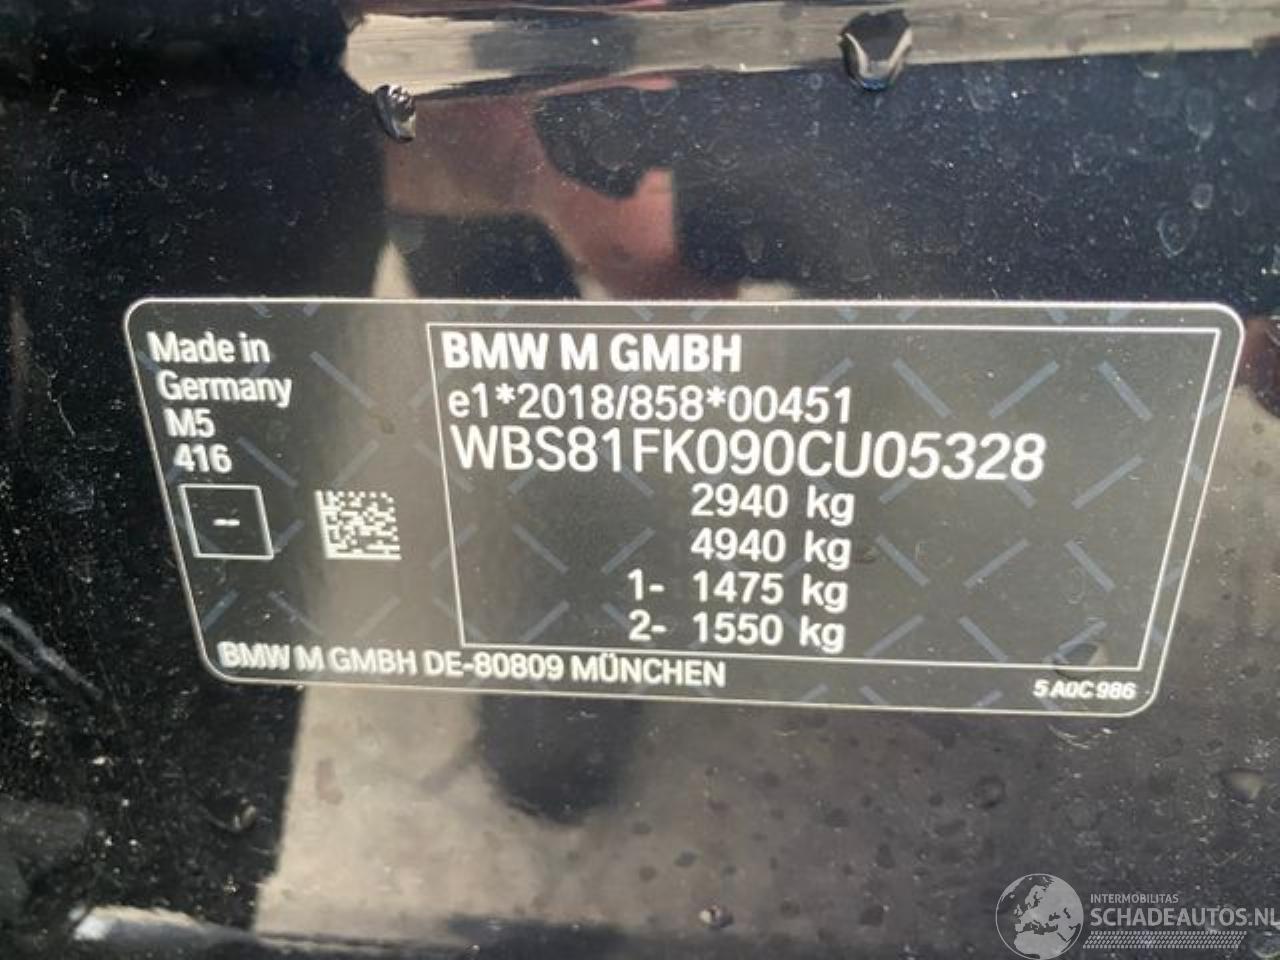 Made in
Germany
M5
416
--
BMW M GMBH
e1*2018/858*00451
WBS81FK090CU05328
2940 kg
4940 kg
1- 1475 kg
2- 1550 kg
BMW M GMBH DE-80809 MÜNCHEN
5 A0C 986
INTERMOBILITAS
SCHADEAUTOS.NL